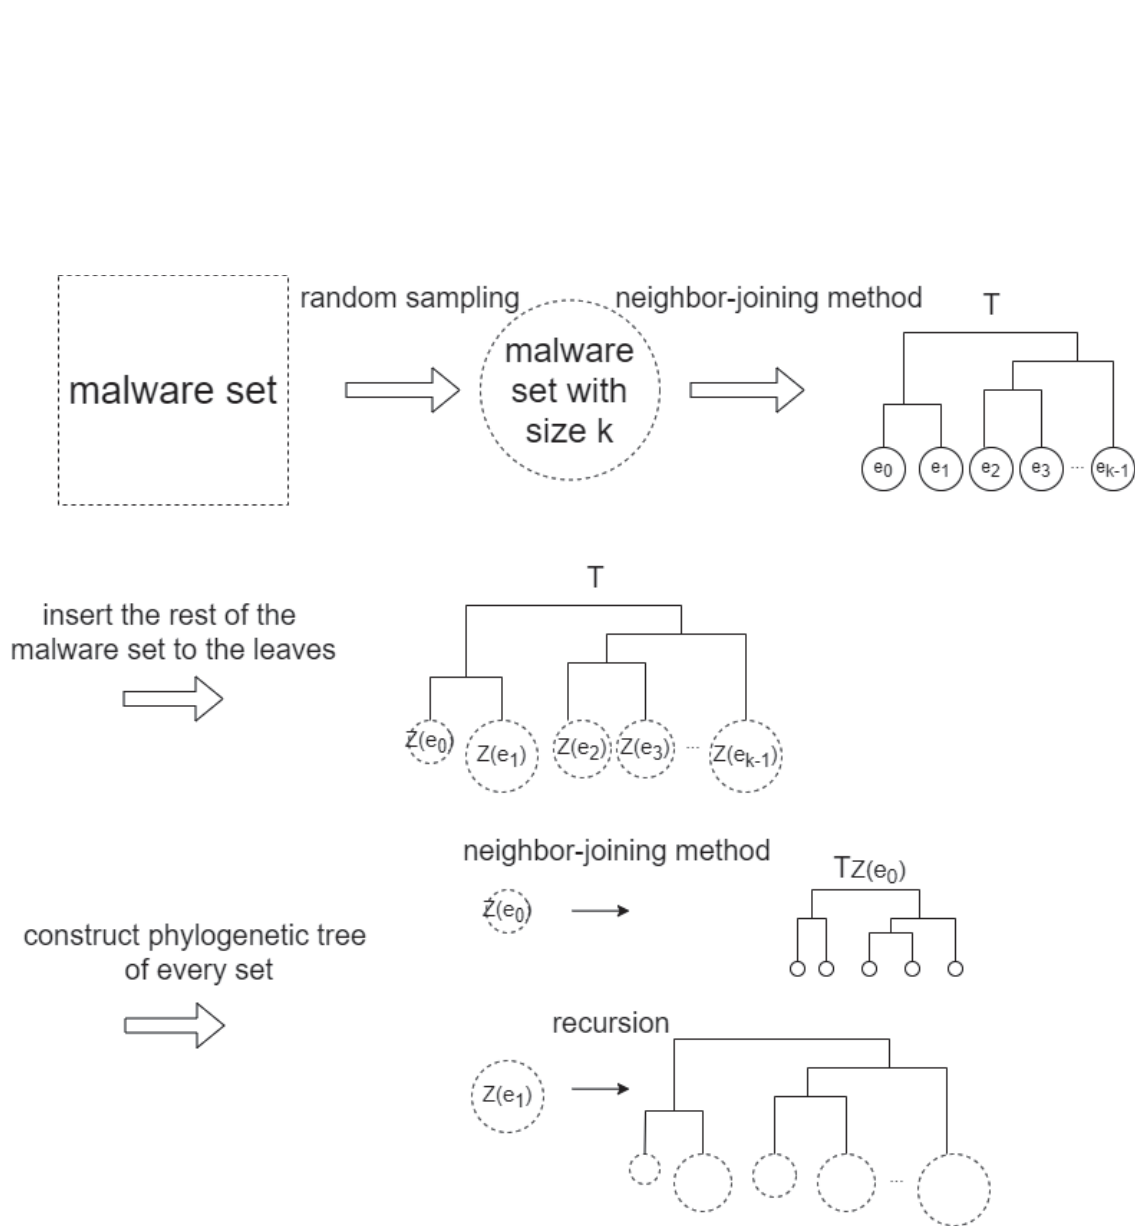 random sampling
neighbor-joining method
T
malware set
malware
set with
size k
e0
e1
e2
e3
...
ek-1
T
insert the rest of the
malware set to the leaves
Z(e0)
Z(e1)
Z(e2)
Z(e3)
...
Z(ek-1)
neighbor-joining method
TZ(e0)
Z(e0)
construct phylogenetic tree
of every set
recursion
Z(e1)
...